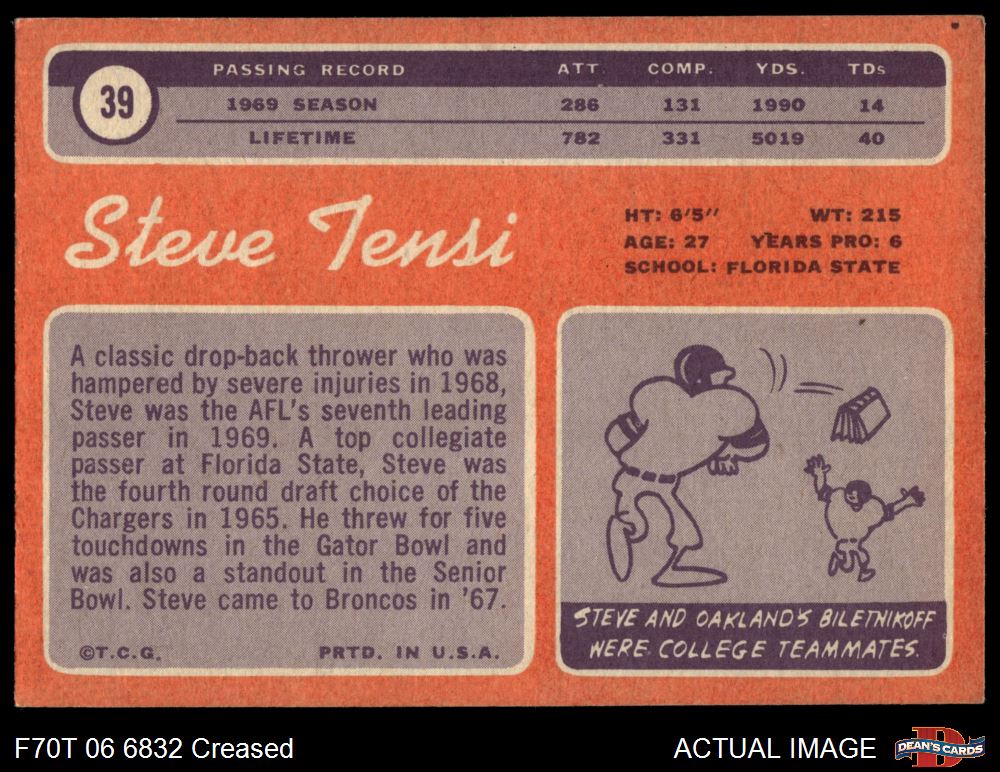 39
PASSING RECORD ATT. COMP. YDS. TDs
1969 SEASON 286 131 1990 14
LIFETIME 782 331 5019 40
Steve Tensi
HT: 6'5" WT: 215
AGE: 27 YEARS PRO: 6
SCHOOL: FLORIDA STATE
A classic drop-back thrower who was
hampered by severe injuries in 1968,
Steve was the AFL's seventh leading
passer in 1969. A top collegiate
passer at Florida State, Steve was
the fourth round draft choice of the
Chargers in 1965. He threw for five
touchdowns in the Gator Bowl and
was also a standout in the Senior
Bowl. Steve came to Broncos in '67.
©T.C.G. PRTD. IN U.S.A.
STEVE AND OAKLAND'S BILETNIKOFF
WERE COLLEGE TEAMMATES.
F70T 06 6832 Creased
ACTUAL IMAGE
DEAN'S CARDS